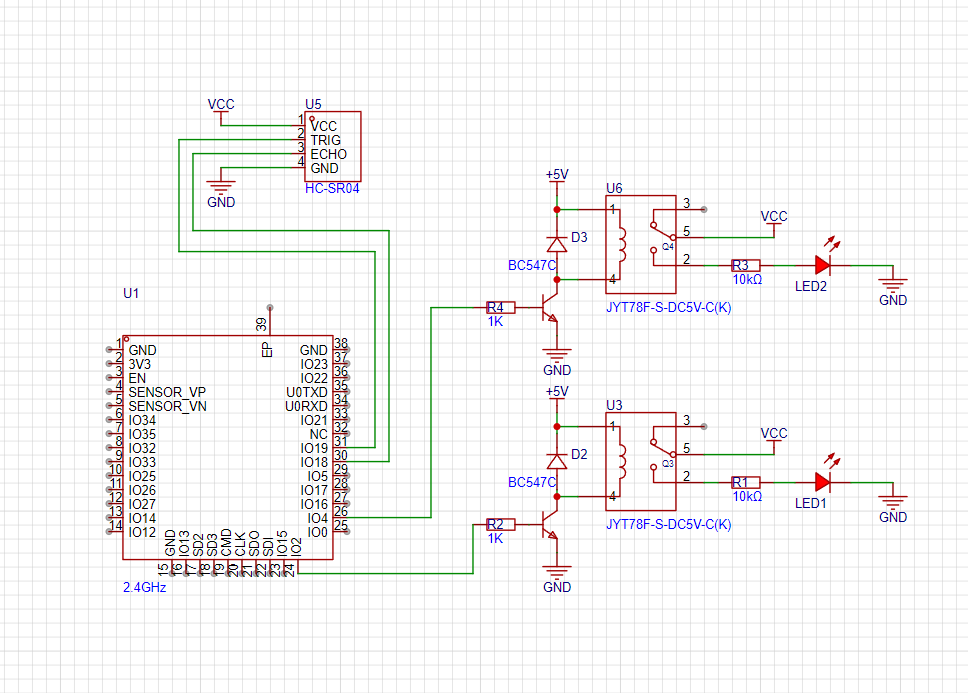 VCC
U5
1 VCC
2 TRIG
3 ECHO
4 GND
HC-SR04
GND
+5V
U6
1
3
D3
5
Q4
VCC
BC547C
4
2
R3
10kΩ
LED2
GND
JYT78F-S-DC5V-C(K)
R4
1K
GND
+5V
U3
1
3
D2
5
Q3
VCC
BC547C
4
2
R1
10kΩ
LED1
GND
JYT78F-S-DC5V-C(K)
R2
1K
GND
U1
39
EP
1 GND
2 3V3
3 EN
4 SENSOR_VP
5 SENSOR_VN
6 IO34
7 IO35
8 IO32
9 IO33
10 IO25
11 IO26
12 IO27
13 IO14
14 IO12
GND 38
IO23 37
IO22 36
U0TXD 35
U0RXD 34
IO21 33
NC 32
IO19 31
IO18 30
IO5 29
IO17 28
IO16 27
IO4 26
IO0 25
15 GND
16 IO13
17 SD2
18 SD3
19 CMD
20 CLK
21 SDO
22 SDI
23 IO15
24 IO2
2.4GHz